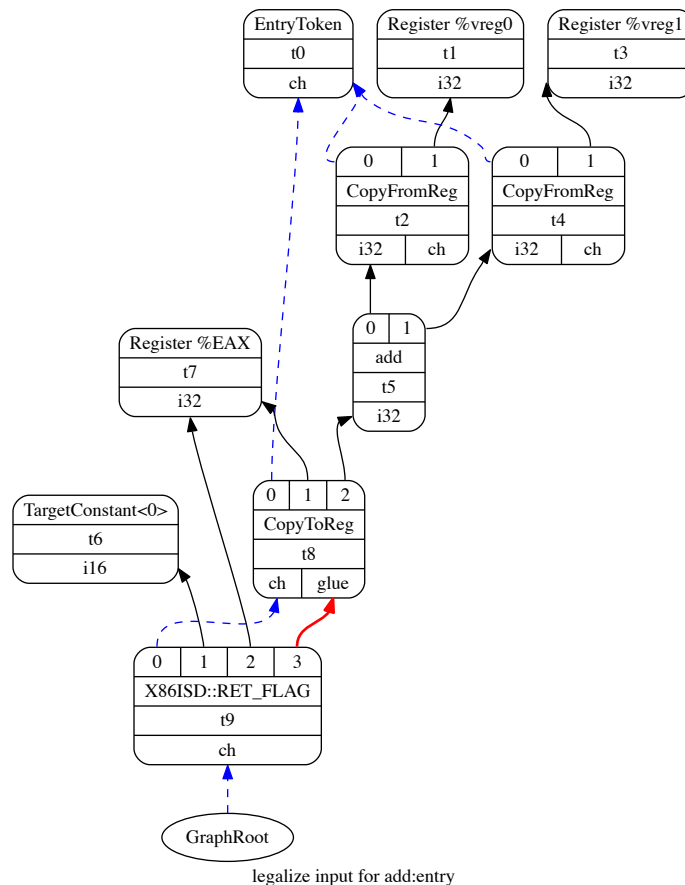 EntryToken
t0
ch
Register %vreg0
t1
i32
Register %vreg1
t3
i32
0 1
CopyFromReg
t2
i32 ch
0 1
CopyFromReg
t4
i32 ch
0 1
add
t5
i32
Register %EAX
t7
i32
0 1 2
CopyToReg
t8
ch glue
TargetConstant<0>
t6
i16
0 1 2 3
X86ISD::RET_FLAG
t9
ch
GraphRoot
legalize input for add:entry